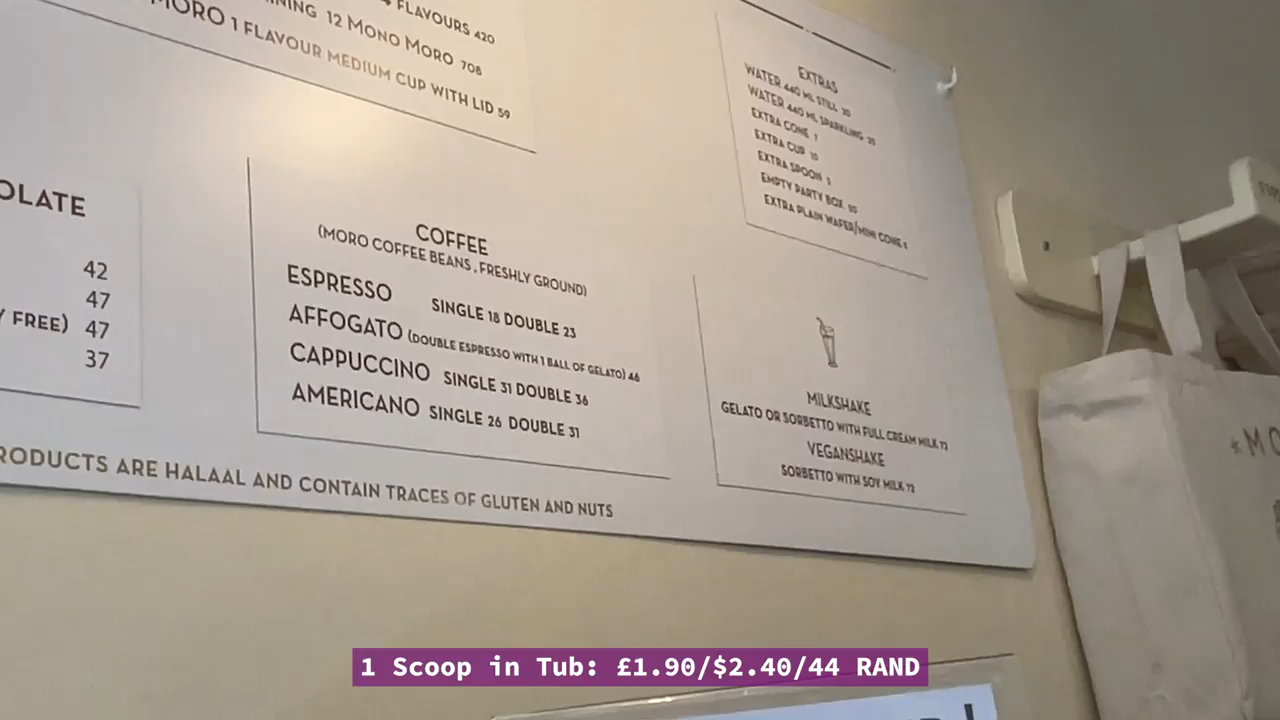 FLAVOURS 420
12 MONO MORO 708
MORO 1 FLAVOUR MEDIUM CUP WITH LID 59
OLATE
42
47
FREE) 47
37
COFFEE
(MORO COFFEE BEANS, FRESHLY GROUND)
ESPRESSO SINGLE 18 DOUBLE 23
AFFOGATO (DOUBLE ESPRESSO WITH 1 BALL OF GELATO) 46
CAPPUCCINO SINGLE 31 DOUBLE 36
AMERICANO SINGLE 26 DOUBLE 31
RODUCTS ARE HALAAL AND CONTAIN TRACES OF GLUTEN AND NUTS
EXTRAS
WATER 440 ML STILL 20
WATER 440 ML SPARKLING 20
EXTRA CONE 7
EXTRA CUP 10
EXTRA SPOON
EMPTY PARTY BOX
EXTRA PLAIN WAFER/MINI CONE
MILKSHAKE
GELATO OR SORBETTO WITH FULL CREAM MILK 72
VEGANSHAKE
SORBETTO WITH SOY MILK 72
1 Scoop in Tub: £1.90/$2.40/44 RAND